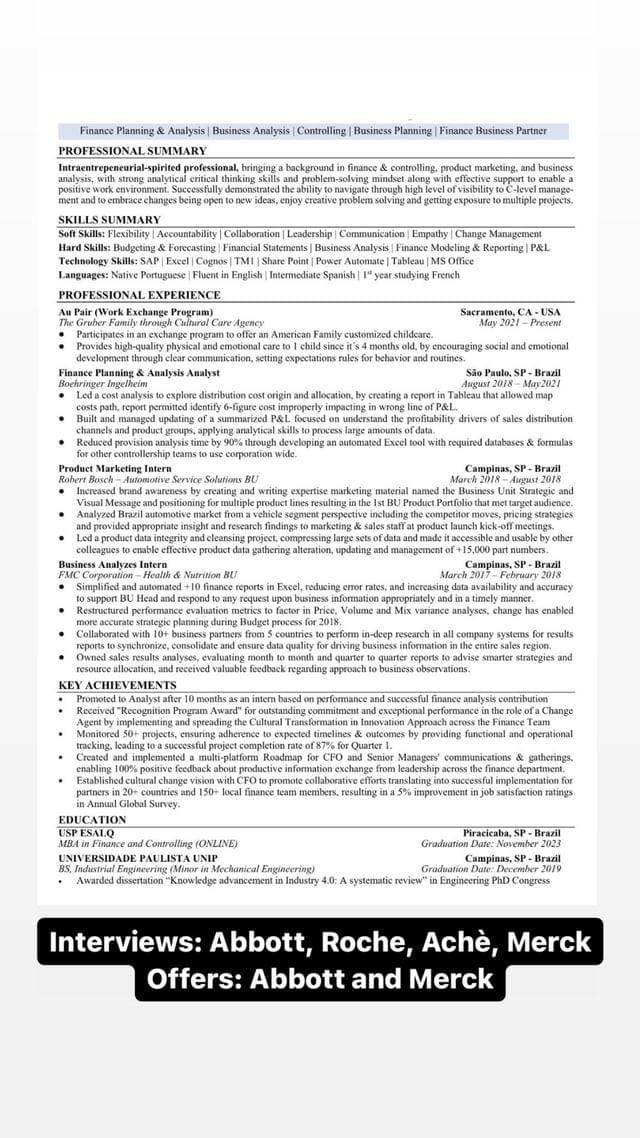 Finance Planning & Analysis | Business Analysis | Controlling | Business Planning | Finance Business Partner
PROFESSIONAL SUMMARY
Intraentrepeneurial-spirited professional, bringing a background in finance & controlling, product marketing, and business
analysis, with strong analytical critical thinking skills and problem-solving mindset along with effective support to enable a
positive work environment. Successfully demonstrated the ability to navigate through high level of visibility to C-level manage-
ment and to embrace changes being open to new ideas, enjoy creative problem solving and getting exposure to multiple projects.
SKILLS SUMMARY
Soft Skills: Flexibility | Accountability | Collaboration | Leadership | Communication | Empathy | Change Management
Hard Skills: Budgeting & Forecasting | Financial Statements | Business Analysis | Finance Modeling & Reporting | P&L
Technology Skills: SAP | Excel | Cognos | TM1 | Share Point | Power Automate | Tableau | MS Office
Languages: Native Portuguese | Fluent in English | Intermediate Spanish | 1st year studying French
PROFESSIONAL EXPERIENCE
Au Pair (Work Exchange Program) Sacramento, CA - USA
The Gruber Family through Cultural Care Agency May 2021 – Present
● Participates in an exchange program to offer an American Family customized childcare.
● Provides high-quality physical and emotional care to 1 child since it´s 4 months old, by encouraging social and emotional
development through clear communication, setting expectations rules for behavior and routines.
Finance Planning & Analysis Analyst São Paulo, SP - Brazil
Boehringer Ingelheim August 2018 – May2021
● Led a cost analysis to explore distribution cost origin and allocation, by creating a report in Tableau that allowed map
costs path, report permitted identify 6-figure cost improperly impacting in wrong line of P&L.
● Built and managed updating of a summarized P&L focused on understand the profitability drivers of sales distribution
channels and product groups, applying analytical skills to process large amounts of data.
● Reduced provision analysis time by 90% through developing an automated Excel tool with required databases & formulas
for other controllership teams to use corporation wide.
Product Marketing Intern Campinas, SP - Brazil
Robert Bosch – Automotive Service Solutions BU March 2018 – August 2018
● Increased brand awareness by creating and writing expertise marketing material named the Business Unit Strategic and
Visual Message and positioning for multiple product lines resulting in the 1st BU Product Portfolio that met target audience.
● Analyzed Brazil automotive market from a vehicle segment perspective including the competitor moves, pricing strategies
and provided appropriate insight and research findings to marketing & sales staff at product launch kick-off meetings.
● Led a product data integrity and cleansing project, compressing large sets of data and made it accessible and usable by other
colleagues to enable effective product data gathering alteration, updating and management of +15,000 part numbers.
Business Analyzes Intern Campinas, SP - Brazil
FMC Corporation – Health & Nutrition BU March 2017 – February 2018
● Simplified and automated +10 finance reports in Excel, reducing error rates, and increasing data availability and accuracy
to support BU Head and respond to any request upon business information appropriately and in a timely manner.
● Restructured performance evaluation metrics to factor in Price, Volume and Mix variance analyses, change has enabled
more accurate strategic planning during Budget process for 2018.
● Collaborated with 10+ business partners from 5 countries to perform in-deep research in all company systems for results
reports to synchronize, consolidate and ensure data quality for driving business information in the entire sales region.
● Owned sales results analyses, evaluating month to month and quarter to quarter reports to advise smarter strategies and
resource allocation, and received valuable feedback regarding approach to business observations.
KEY ACHIEVEMENTS
• Promoted to Analyst after 10 months as an intern based on performance and successful finance analysis contribution
• Received "Recognition Program Award" for outstanding commitment and exceptional performance in the role of a Change
Agent by implementing and spreading the Cultural Transformation in Innovation Approach across the Finance Team
• Monitored 50+ projects, ensuring adherence to expected timelines & outcomes by providing functional and operational
tracking, leading to a successful project completion rate of 87% for Quarter 1.
• Created and implemented a multi-platform Roadmap for CFO and Senior Managers' communications & gatherings,
enabling 100% positive feedback about productive information exchange from leadership across the finance department.
• Established cultural change vision with CFO to promote collaborative efforts translating into successful implementation for
partners in 20+ countries and 150+ local finance team members, resulting in a 5% improvement in job satisfaction ratings
in Annual Global Survey.
EDUCATION
USP ESALQ Piracicaba, SP - Brazil
MBA in Finance and Controlling (ONLINE) Graduation Date: November 2023
UNIVERSIDADE PAULISTA UNIP Campinas, SP - Brazil
BS, Industrial Engineering (Minor in Mechanical Engineering) Graduation Date: December 2019
• Awarded dissertation “Knowledge advancement in Industry 4.0: A systematic review” in Engineering PhD Congress
Interviews: Abbott, Roche, Achè, Merck
Offers: Abbott and Merck